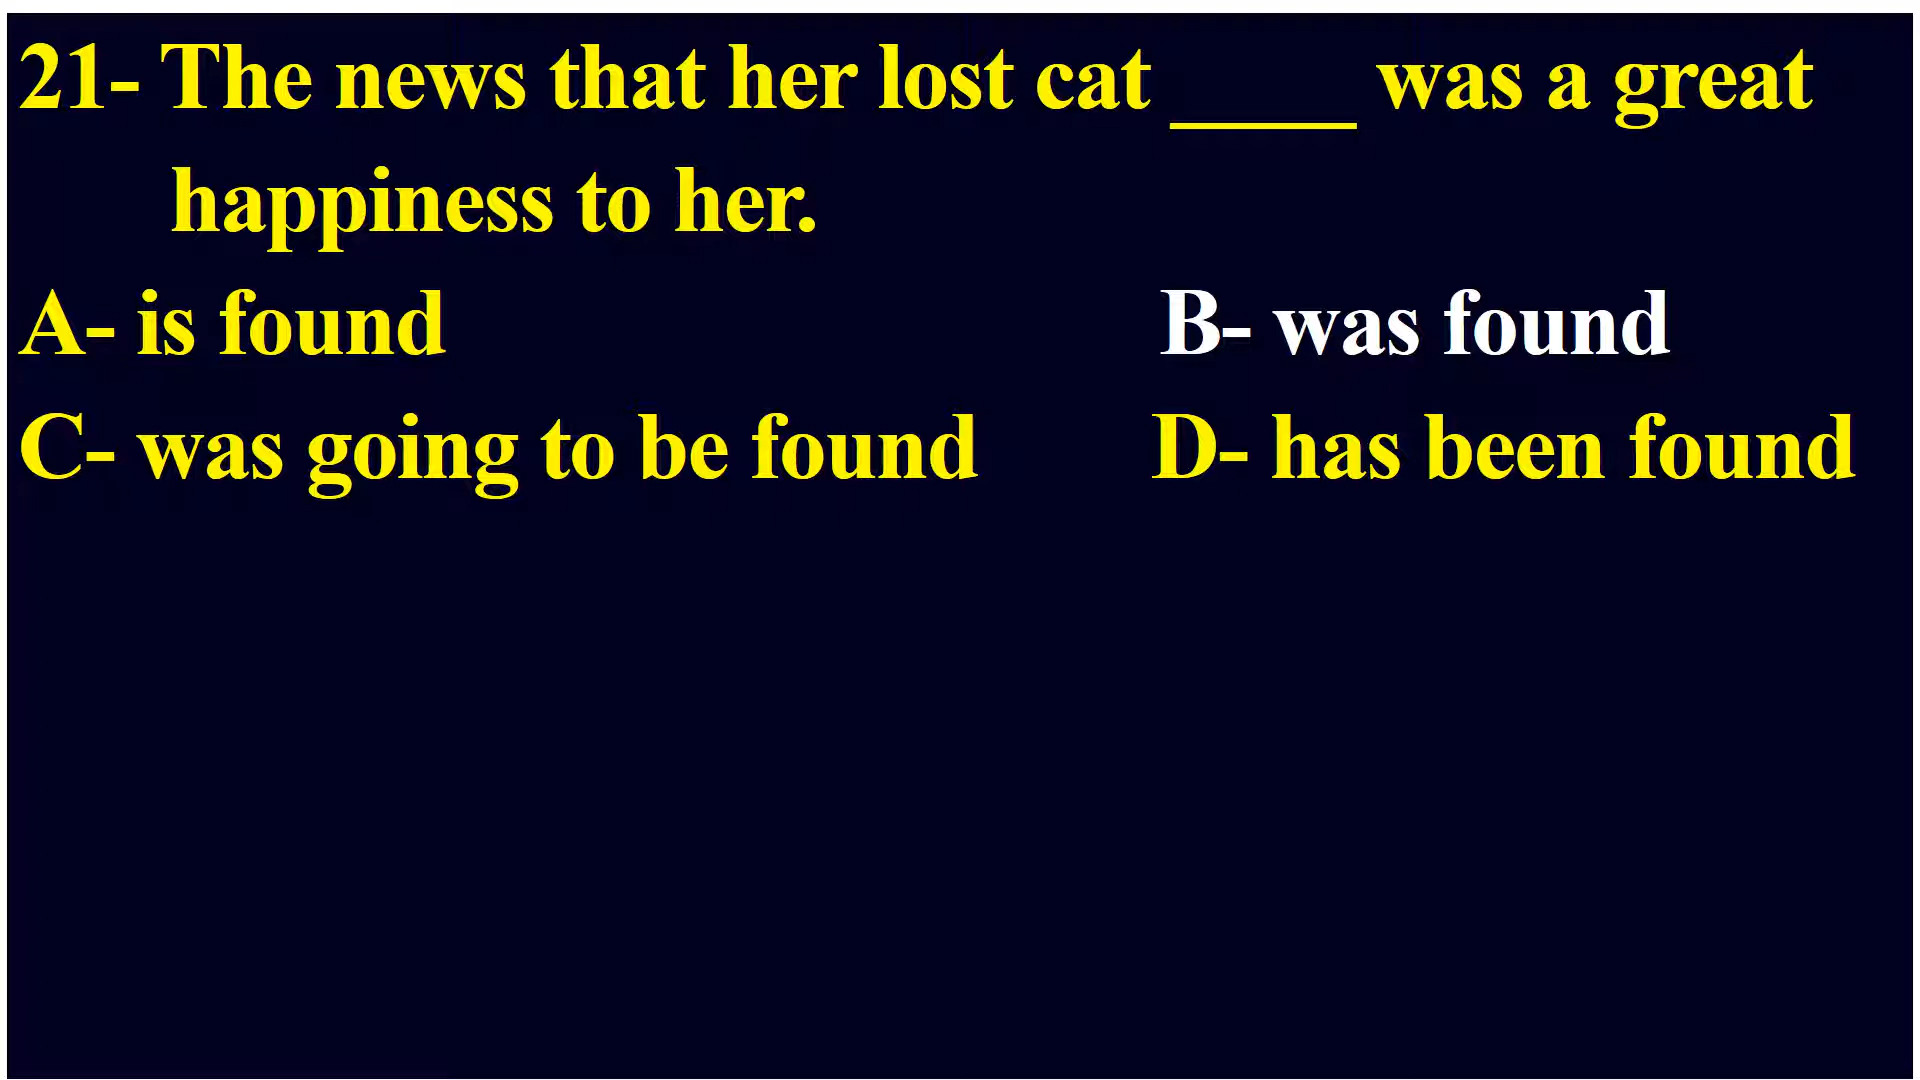 21- The news that her lost cat ____ was a great
happiness to her.
A- is found B- was found
C- was going to be found D- has been found